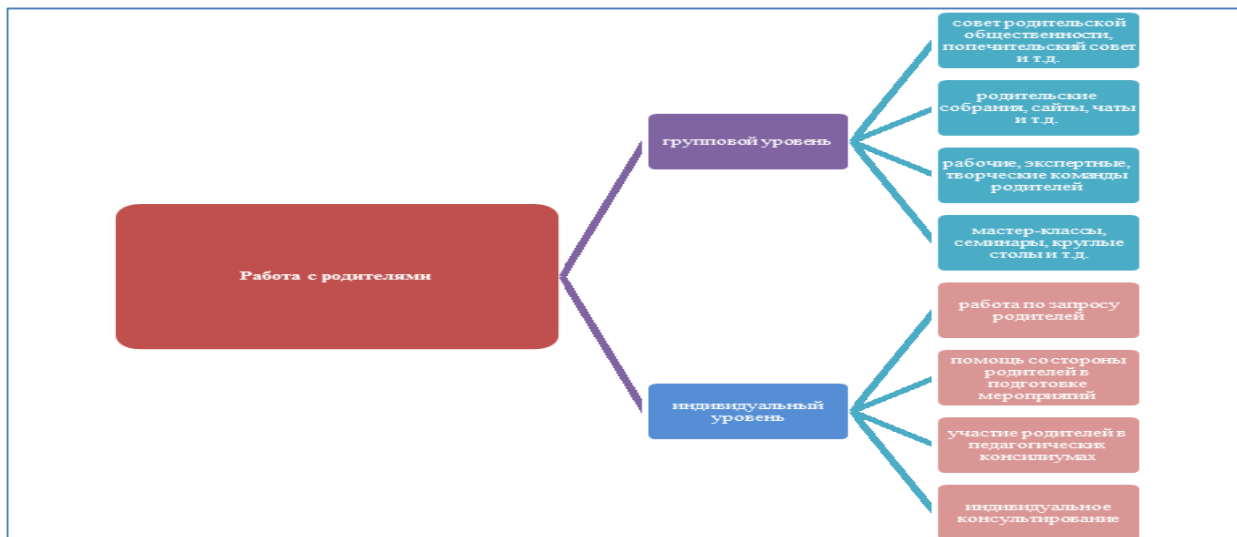 Работа с родителями
групповой уровень
совет родительской
общественности,
попечительский совет
и т.д.
родительские
собрания, сайты, чаты
и т.д.
рабочие, экспертные,
творческие команды
родителей
мастер-классы,
семинары, круглые
столы и т.д.
индивидуальный
уровень
работа по запросу
родителей
помощь со стороны
родителей в
подготовке
мероприятий
участие родителей в
педагогических
консилиумах
индивидуальное
консультирование